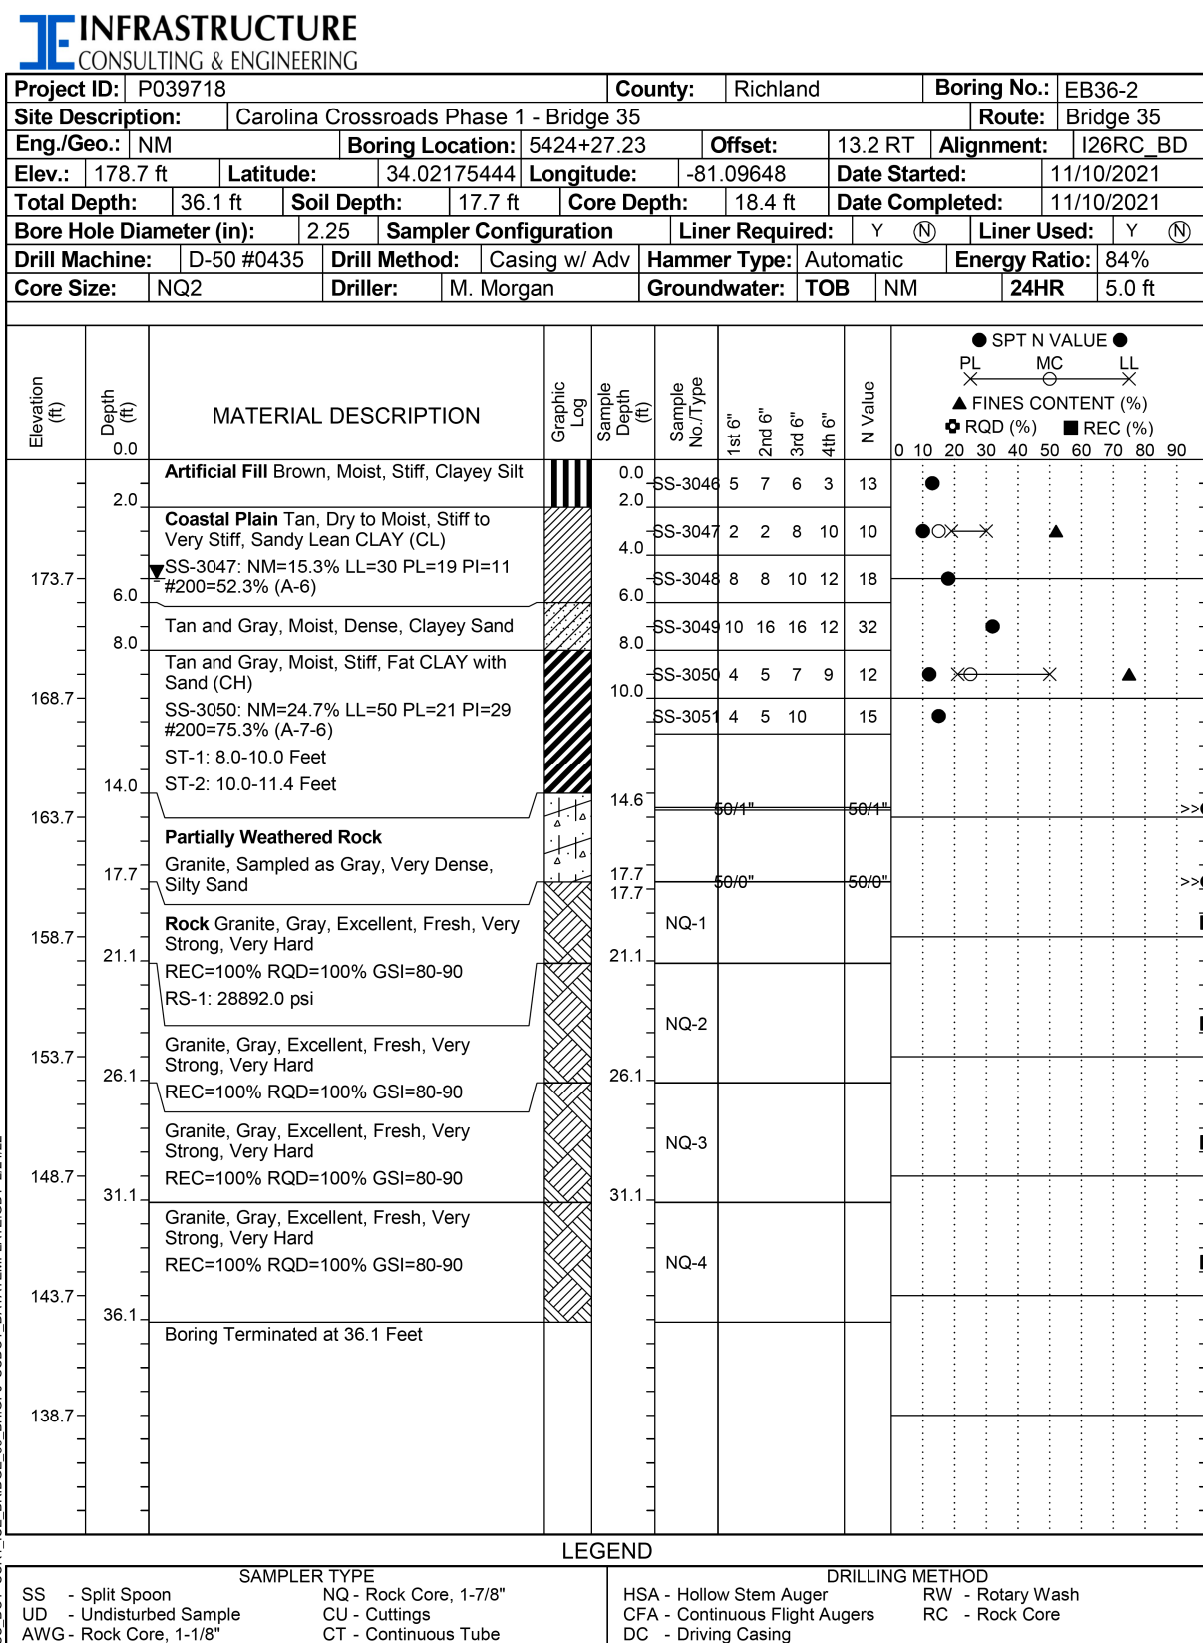 INFRASTRUCTURE
CONSULTING & ENGINEERING
Project ID: P039718 County: Richland Boring No.: EB36-2
Site Description: Carolina Crossroads Phase 1 - Bridge 35 Route: Bridge 35
Eng./Geo.: NM Boring Location: 5424+27.23 Offset: 13.2 RT Alignment: I26RC_BD
Elev.: 178.7 ft Latitude: 34.02175444 Longitude: -81.09648 Date Started: 11/10/2021
Total Depth: 36.1 ft Soil Depth: 17.7 ft Core Depth: 18.4 ft Date Completed: 11/10/2021
Bore Hole Diameter (in): 2.25 Sampler Configuration Liner Required: Y N Liner Used: Y N
Drill Machine: D-50 #0435 Drill Method: Casing w/ Adv Hammer Type: Automatic Energy Ratio: 84%
Core Size: NQ2 Driller: M. Morgan Groundwater: TOB NM 24HR 5.0 ft
Elevation (ft) Depth (ft) MATERIAL DESCRIPTION Graphic Log Sample Depth (ft) Sample No./Type 1st 6" 2nd 6" 3rd 6" 4th 6" N Value
0.0
● SPT N VALUE ●
PL MC LL
▲ FINES CONTENT (%)
RQD (%) ■ REC (%)
0 10 20 30 40 50 60 70 80 90
Artificial Fill Brown, Moist, Stiff, Clayey Silt 0.0
SS-3046 5 7 6 3 13
2.0 2.0
Coastal Plain Tan, Dry to Moist, Stiff to
Very Stiff, Sandy Lean CLAY (CL)
SS-3047 2 2 8 10 10
4.0
SS-3047: NM=15.3% LL=30 PL=19 PI=11
#200=52.3% (A-6)
173.7 SS-3048 8 8 10 12 18
6.0 6.0
Tan and Gray, Moist, Dense, Clayey Sand SS-3049 10 16 16 12 32
8.0 8.0
Tan and Gray, Moist, Stiff, Fat CLAY with
Sand (CH)
SS-3050 4 5 7 9 12
168.7 10.0
SS-3050: NM=24.7% LL=50 PL=21 PI=29
#200=75.3% (A-7-6)
SS-3051 4 5 10 15
ST-1: 8.0-10.0 Feet
ST-2: 10.0-11.4 Feet
14.0 14.6
50/1" 50/1" >>
163.7
Partially Weathered Rock
Granite, Sampled as Gray, Very Dense,
Silty Sand
17.7 17.7
50/0" 50/0" >>
17.7
Rock Granite, Gray, Excellent, Fresh, Very
Strong, Very Hard
NQ-1
158.7
21.1 21.1
REC=100% RQD=100% GSI=80-90
RS-1: 28892.0 psi
NQ-2
Granite, Gray, Excellent, Fresh, Very
Strong, Very Hard
153.7
26.1 26.1
REC=100% RQD=100% GSI=80-90
Granite, Gray, Excellent, Fresh, Very
Strong, Very Hard
NQ-3
REC=100% RQD=100% GSI=80-90
148.7
31.1 31.1
Granite, Gray, Excellent, Fresh, Very
Strong, Very Hard
REC=100% RQD=100% GSI=80-90
NQ-4
143.7
36.1
Boring Terminated at 36.1 Feet
138.7
LEGEND
SAMPLER TYPE DRILLING METHOD
SS - Split Spoon NQ - Rock Core, 1-7/8" HSA - Hollow Stem Auger RW - Rotary Wash
UD - Undisturbed Sample CU - Cuttings CFA - Continuous Flight Augers RC - Rock Core
AWG - Rock Core, 1-1/8" CT - Continuous Tube DC - Driving Casing